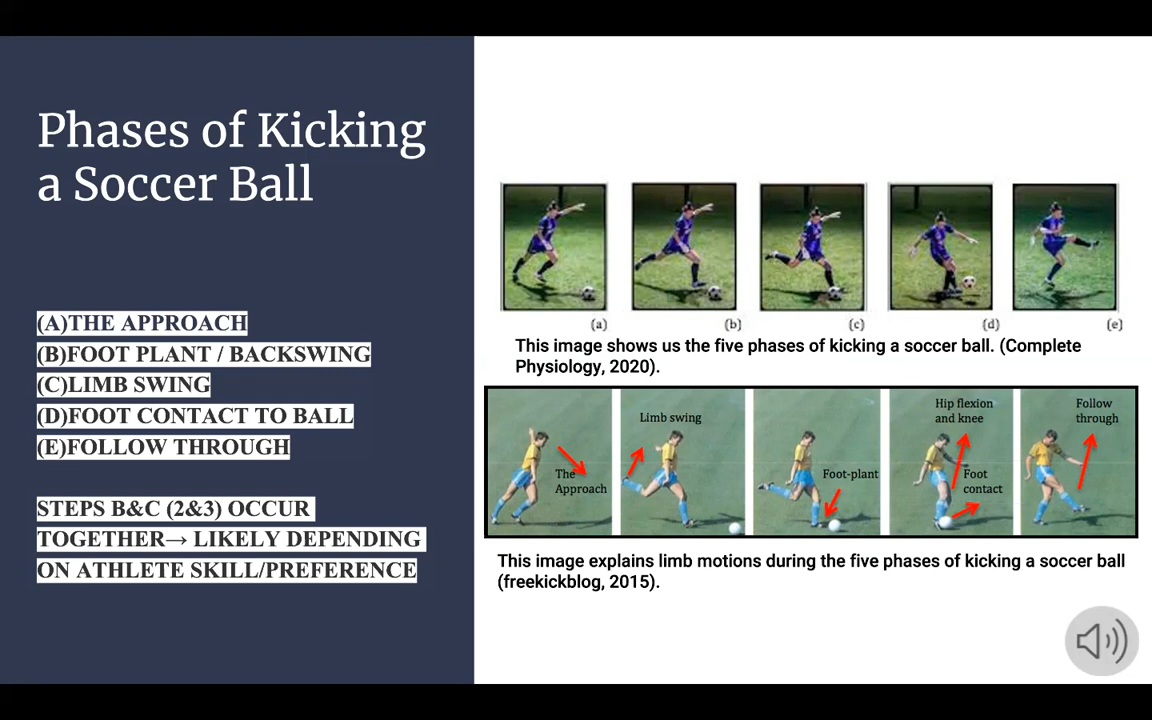 Phases of Kicking
a Soccer Ball
(A)THE APPROACH
(B)FOOT PLANT / BACKSWING
(C)LIMB SWING
(D)FOOT CONTACT TO BALL
(E)FOLLOW THROUGH
STEPS B&C (2&3) OCCUR
TOGETHER→ LIKELY DEPENDING
ON ATHLETE SKILL/PREFERENCE
(a)
(b)
(c)
(d)
(e)
This image shows us the five phases of kicking a soccer ball. (Complete
Physiology, 2020).
The
Approach
Limb swing
Foot-plant
Hip flexion
and knee
Foot
contact
Follow
through
This image explains limb motions during the five phases of kicking a soccer ball
(freekickblog, 2015).